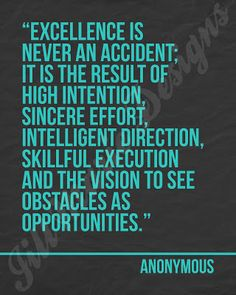 “EXCELLENCE IS
NEVER AN ACCIDENT;
IT IS THE RESULT OF
HIGH INTENTION,
SINCERE EFFORT,
INTELLIGENT DIRECTION,
SKILLFUL EXECUTION
AND THE VISION TO SEE
OBSTACLES AS
OPPORTUNITIES.”
ANONYMOUS
Designs